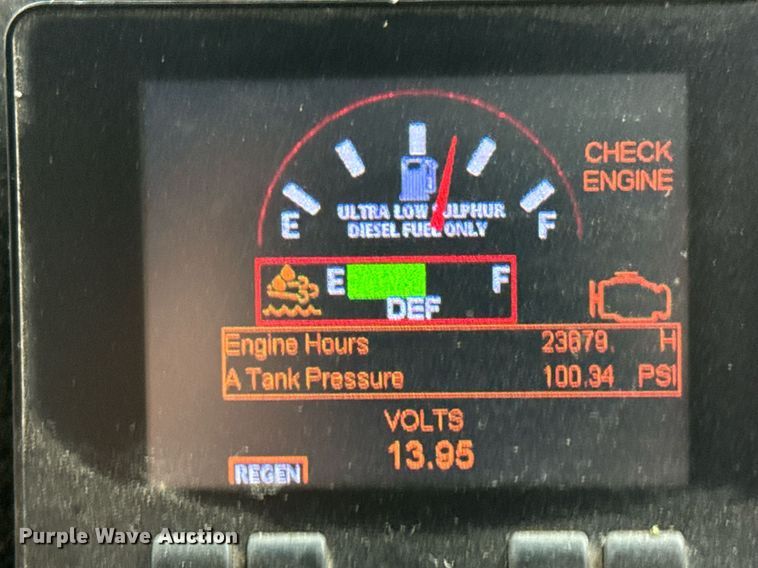 CHECK
ENGINE
E
ULTRA LOW SULPHUR
DIESEL FUEL ONLY
F
E
F
DEF
Engine Hours 23679. H
A Tank Pressure 100.34 PSI
VOLTS
13.95
REGEN
Purple Wave Auction